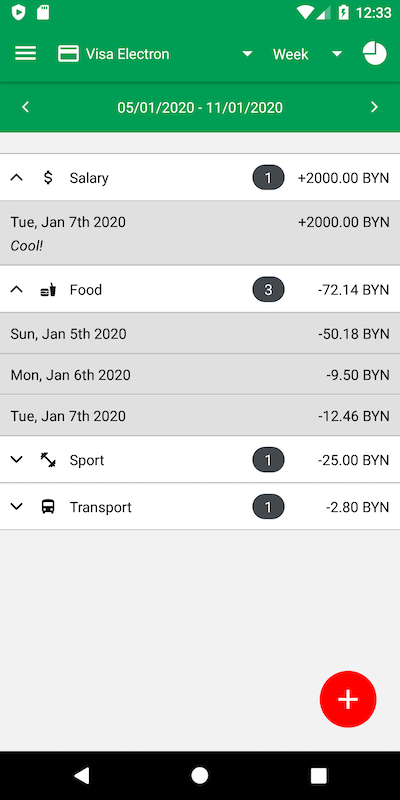 12:33
Visa Electron Week
05/01/2020 - 11/01/2020
$ Salary 1 +2000.00 BYN
Tue, Jan 7th 2020 +2000.00 BYN
Cool!
Food 3 -72.14 BYN
Sun, Jan 5th 2020 -50.18 BYN
Mon, Jan 6th 2020 -9.50 BYN
Tue, Jan 7th 2020 -12.46 BYN
Sport 1 -25.00 BYN
Transport 1 -2.80 BYN